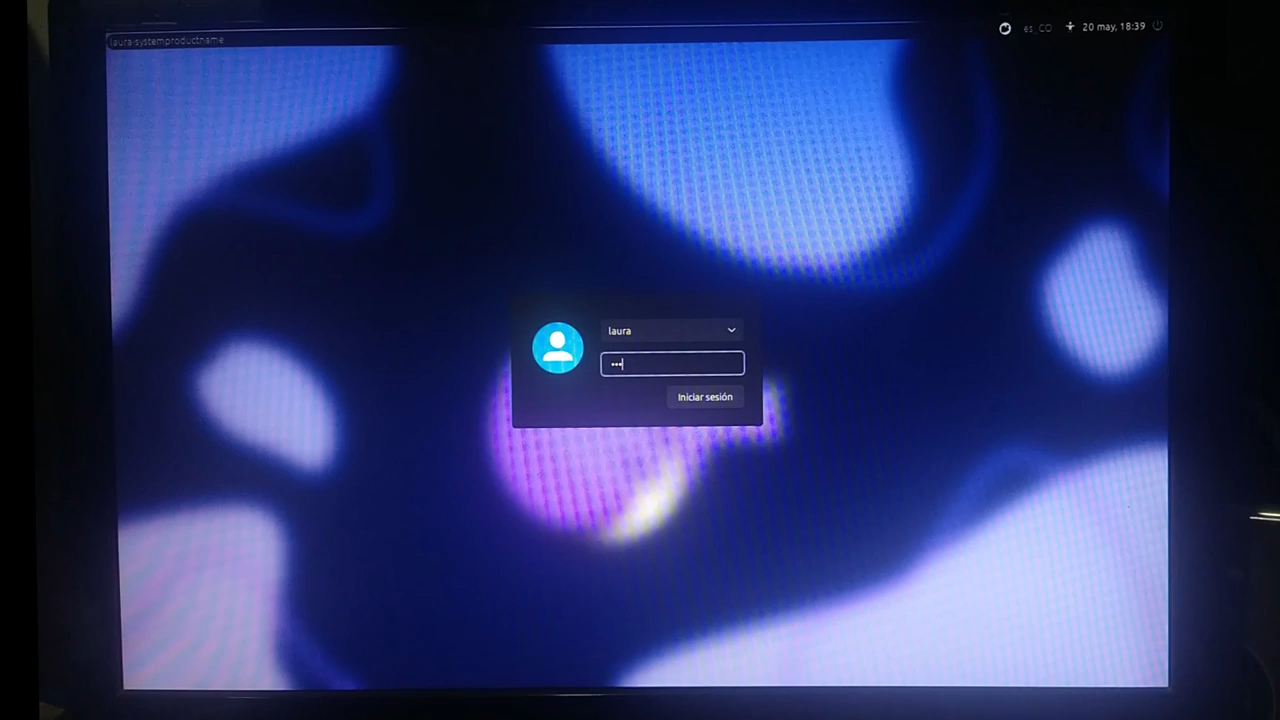 laura-systemproductname
es_CO 20 may, 18:39
laura
Iniciar sesión